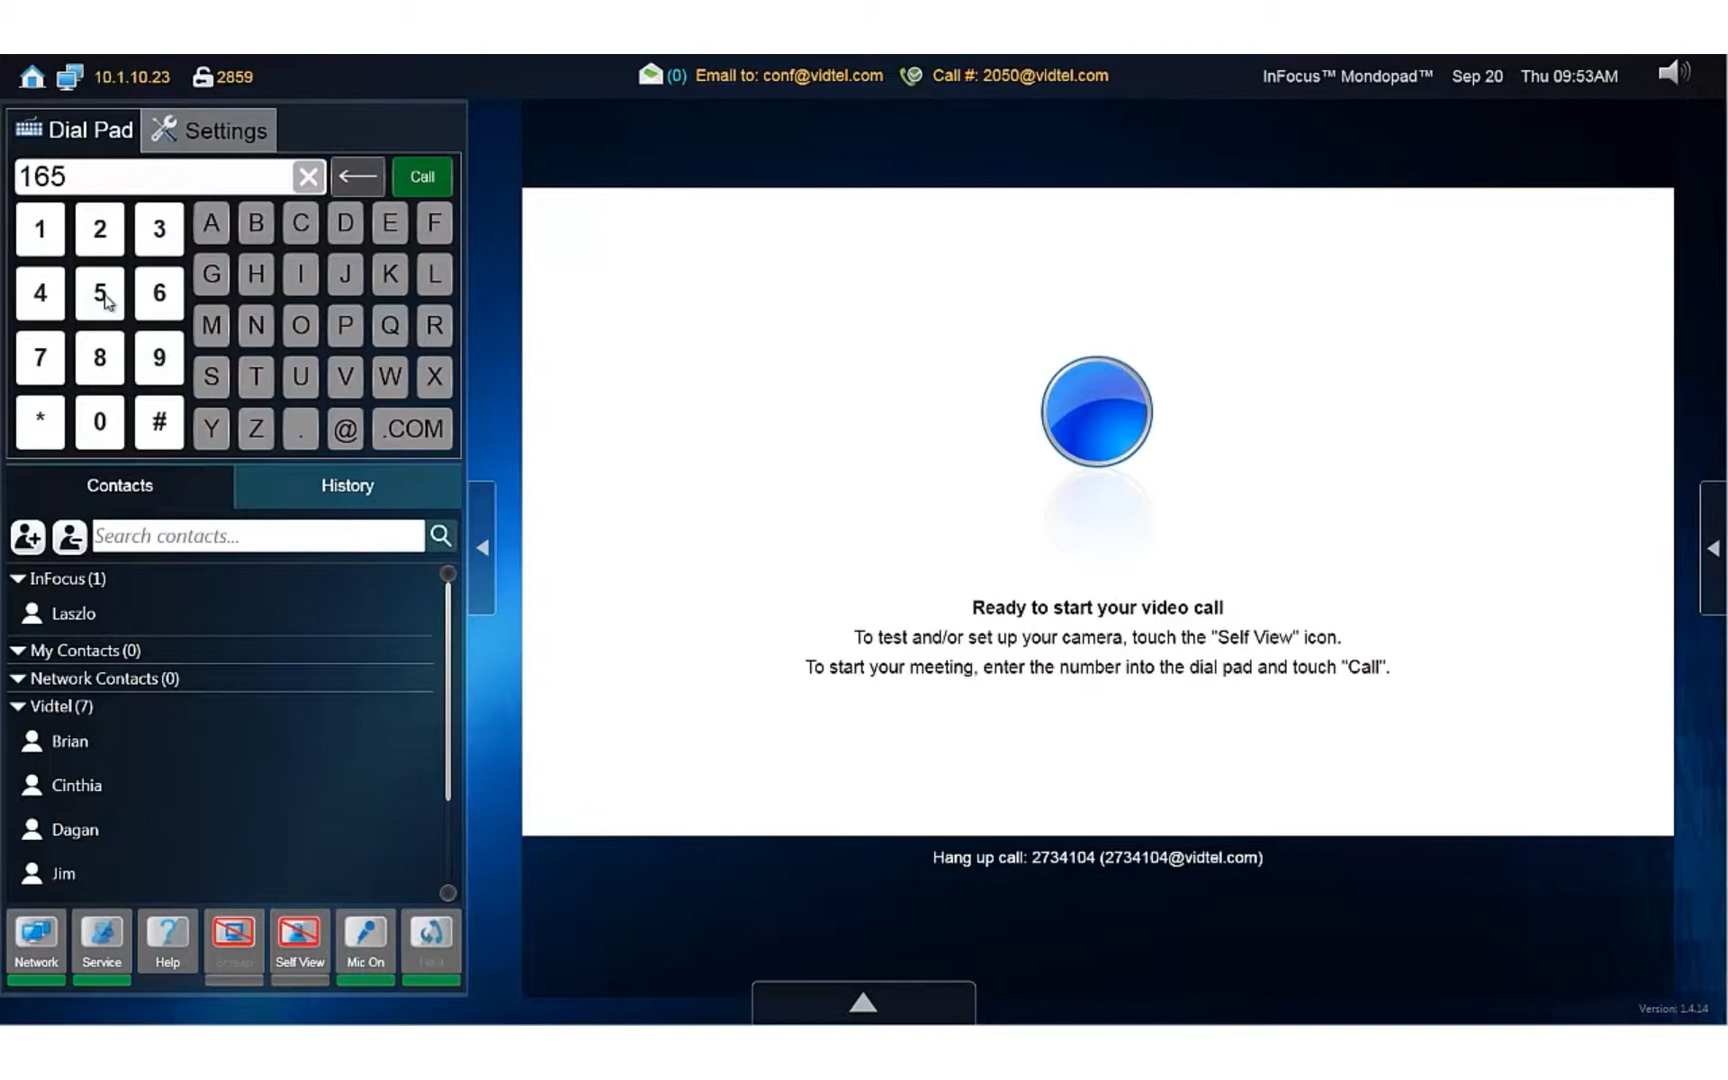 10.1.10.23 2859 (0) Email to: conf@vidtel.com Call #: 2050@vidtel.com InFocus™ Mondopad™ Sep 20 Thu 09:53AM
Dial Pad Settings
165 Call
1 2 3 A B C D E F
4 5 6 G H I J K L
7 8 9 M N O P Q R
S T U V W X
* 0 # Y Z . @ .COM
Contacts History
Search contacts...
InFocus (1)
Laszlo
My Contacts (0)
Network Contacts (0)
Vidtel (7)
Brian
Cinthia
Dagan
Jim
Network Service Help Screen Self View Mic On
Ready to start your video call
To test and/or set up your camera, touch the "Self View" icon.
To start your meeting, enter the number into the dial pad and touch "Call".
Hang up call: 2734104 (2734104@vidtel.com)
Version: 1.4.14